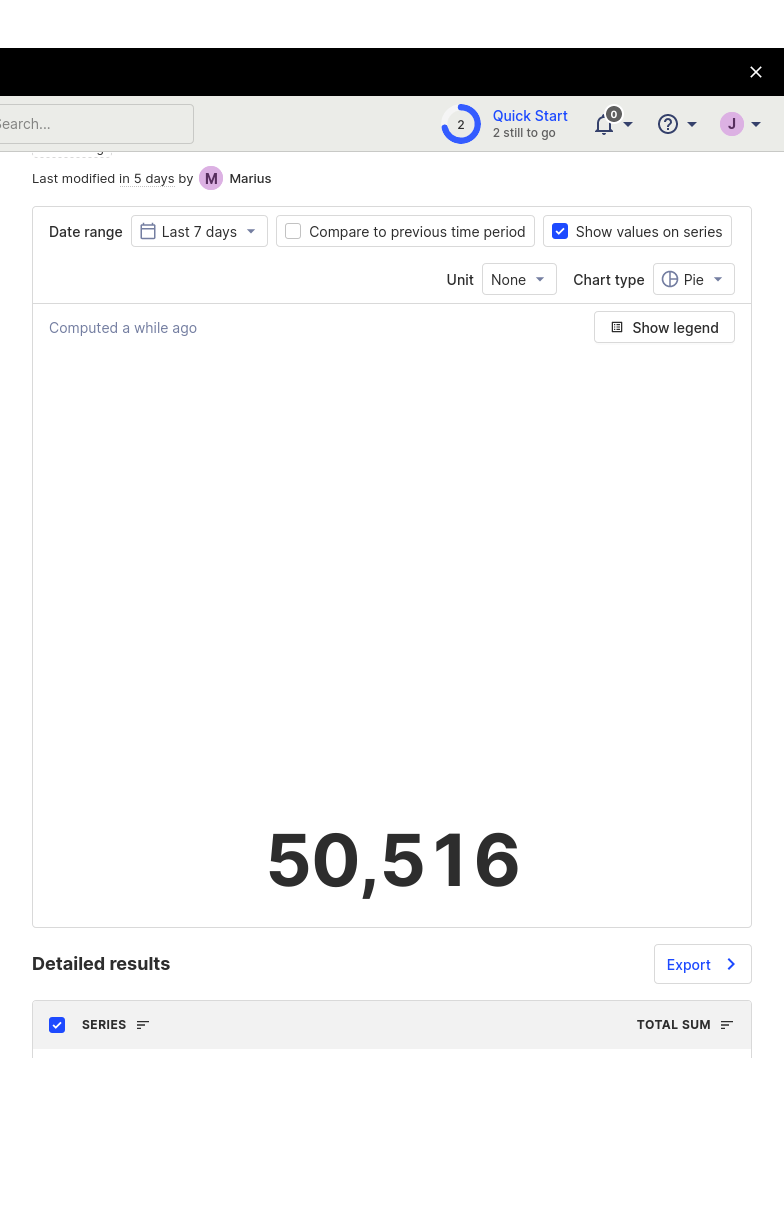 Search...
2
Quick Start
2 still to go
0
J
Last modified in 5 days by M Marius
Date range Last 7 days Compare to previous time period Show values on series
Unit None Chart type Pie
Computed a while ago Show legend
50,516
Detailed results Export
SERIES TOTAL SUM